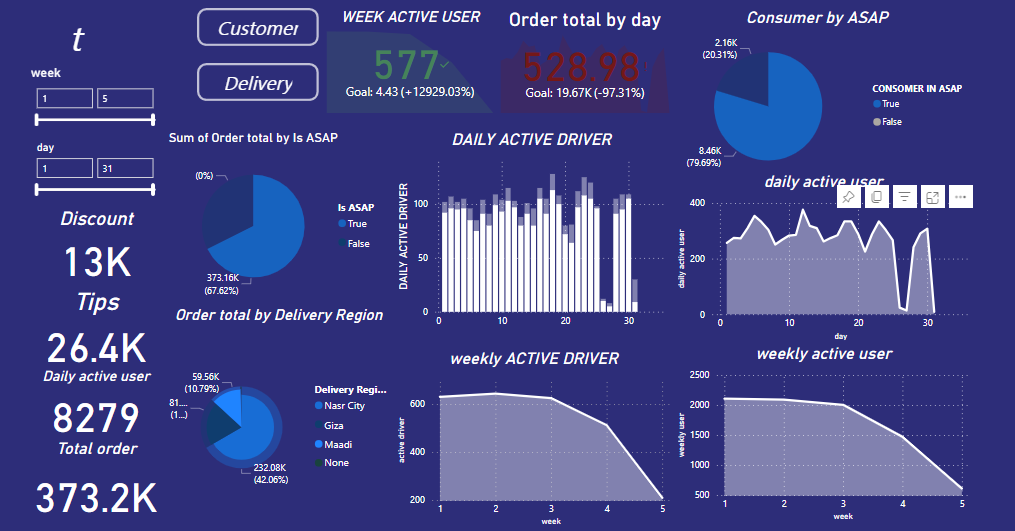 t
week
1 5
day
1 31
Discount
13K
Tips
26.4K
Daily active user
8279
Total order
373.2K
Customer
Delivery
WEEK ACTIVE USER
577
Goal: 4.43 (+12929.03%)
Order total by day
528.98
Goal: 19.67K (-97.31%)
Consumer by ASAP
2.16K
(20.31%)
8.46K
(79.69%)
CONSOMER IN ASAP
True
False
Sum of Order total by Is ASAP
(0%)
373.16K
(67.62%)
Is ASAP
True
False
DAILY ACTIVE DRIVER
DAILY ACTIVE DRIVER
100
50
0
0 10 20 30
daily active user
daily active user
400
200
0
0 10 20 30
day
Order total by Delivery Region
59.56K
(10.79%)
81....
(1...)
232.08K
(42.06%)
Delivery Regi...
Nasr City
Giza
Maadi
None
weekly ACTIVE DRIVER
active driver
600
400
200
1 2 3 4 5
week
weekly active user
weekly user
2500
2000
1500
1000
500
1 2 3 4 5
week